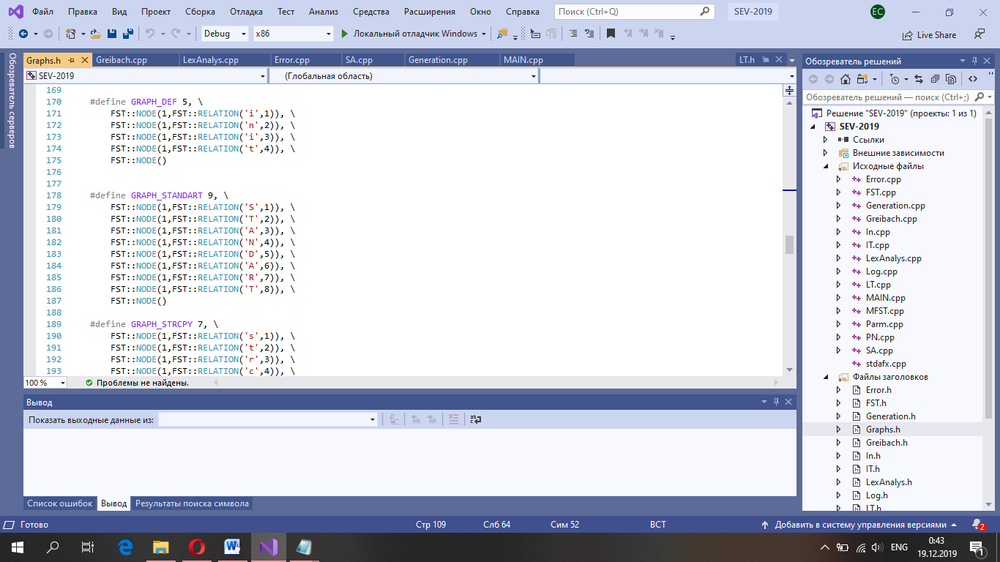 Файл Правка Вид Проект Сборка Отладка Тест Анализ Средства Расширения Окно Справка Поиск (Ctrl+Q) SEV-2019 EC
Debug x86 Локальный отладчик Windows Live Share
Обозреватель серверов
Graphs.h Greibach.cpp LexAnalys.cpp Error.cpp SA.cpp Generation.cpp MAIN.cpp LT.h
SEV-2019 (Глобальная область)
169
170 #define GRAPH_DEF 5, \
171 FST::NODE(1,FST::RELATION('i',1)), \
172 FST::NODE(1,FST::RELATION('n',2)), \
173 FST::NODE(1,FST::RELATION('i',3)), \
174 FST::NODE(1,FST::RELATION('t',4)), \
175 FST::NODE()
176
177
178 #define GRAPH_STANDART 9, \
179 FST::NODE(1,FST::RELATION('S',1)), \
180 FST::NODE(1,FST::RELATION('T',2)), \
181 FST::NODE(1,FST::RELATION('A',3)), \
182 FST::NODE(1,FST::RELATION('N',4)), \
183 FST::NODE(1,FST::RELATION('D',5)), \
184 FST::NODE(1,FST::RELATION('A',6)), \
185 FST::NODE(1,FST::RELATION('R',7)), \
186 FST::NODE(1,FST::RELATION('T',8)), \
187 FST::NODE()
188
189 #define GRAPH_STRCPY 7, \
190 FST::NODE(1,FST::RELATION('s',1)), \
191 FST::NODE(1,FST::RELATION('t',2)), \
192 FST::NODE(1,FST::RELATION('r',3)), \
193 FST::NODE(1,FST::RELATION('c',4)), \
100 % Проблемы не найдены.
Вывод
Показать выходные данные из:
Список ошибок Вывод Результаты поиска символа
Обозреватель решений
Обозреватель решений — поиск (Ctrl+;)
Решение "SEV-2019" (проекты: 1 из 1)
SEV-2019
Ссылки
Внешние зависимости
Исходные файлы
Error.cpp
FST.cpp
Generation.cpp
Greibach.cpp
In.cpp
IT.cpp
LexAnalys.cpp
Log.cpp
LT.cpp
MAIN.cpp
MFST.cpp
Parm.cpp
PN.cpp
SA.cpp
stdafx.cpp
Файлы заголовков
Error.h
FST.h
Generation.h
Graphs.h
Greibach.h
In.h
IT.h
LexAnalys.h
Log.h
LT.h
Готово Стр 109 Слб 64 Сим 52 ВСТ Добавить в систему управления версиями 2
ENG 0:43
19.12.2019 1